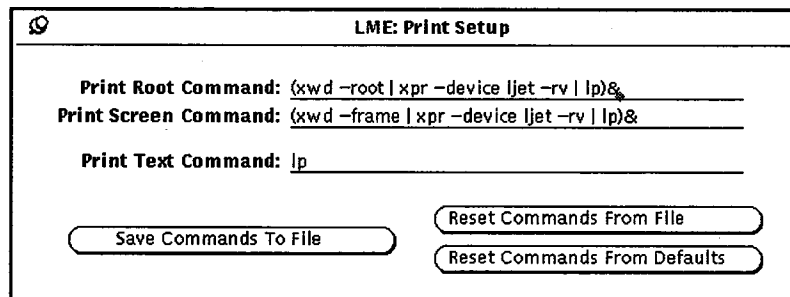 LME: Print Setup
Print Root Command: (xwd –root | xpr –device ljet –rv | lp)&
Print Screen Command: (xwd –frame | xpr –device ljet –rv | lp)&
Print Text Command: lp
Save Commands To File
Reset Commands From File
Reset Commands From Defaults